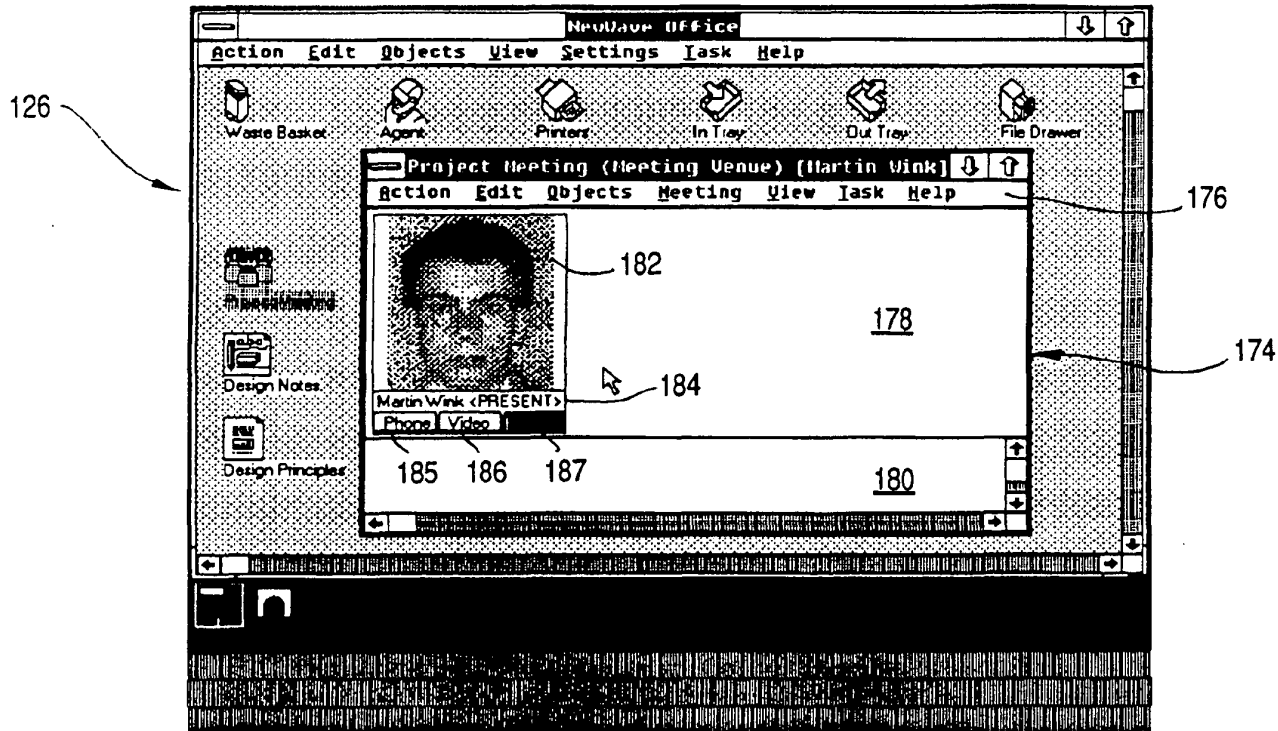 NewWave Office
Action Edit Objects View Settings Task Help
126
Waste Basket Agent Printers In Tray Out Tray File Drawer
Project Meeting (Meeting Venue) [Martin Wink]
Action Edit Objects Meeting View Task Help
176
182
178
174
Project Meeting
Design Notes
184
Martin Wink <PRESENT>
Phone Video
185 186 187
180
Design Principles